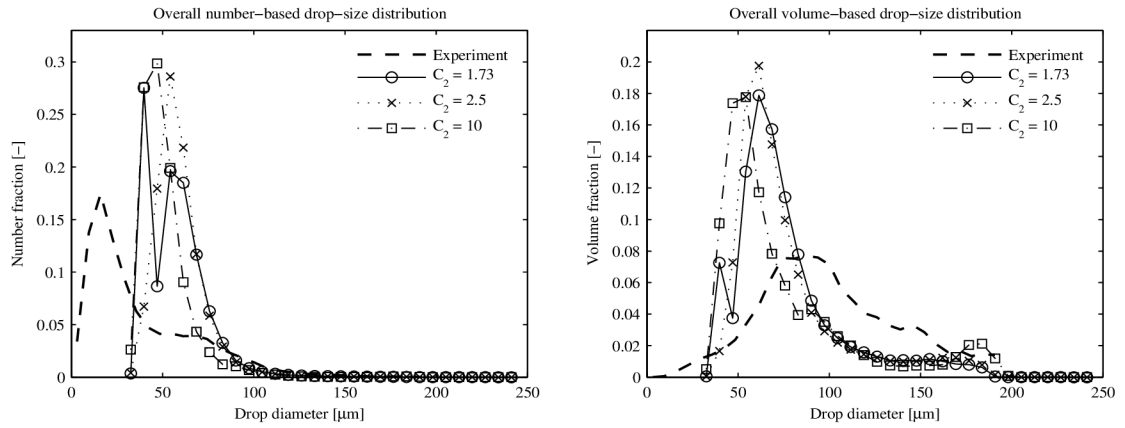 Overall number−based drop−size distribution
Number fraction [−]
0.3
0.25
0.2
0.15
0.1
0.05
0
0 50 100 150 200 250
Drop diameter [μm]
Experiment
C2 = 1.73
C2 = 2.5
C2 = 10
Overall volume−based drop−size distribution
Volume fraction [−]
0.2
0.18
0.16
0.14
0.12
0.1
0.08
0.06
0.04
0.02
0
0 50 100 150 200 250
Drop diameter [μm]
Experiment
C2 = 1.73
C2 = 2.5
C2 = 10